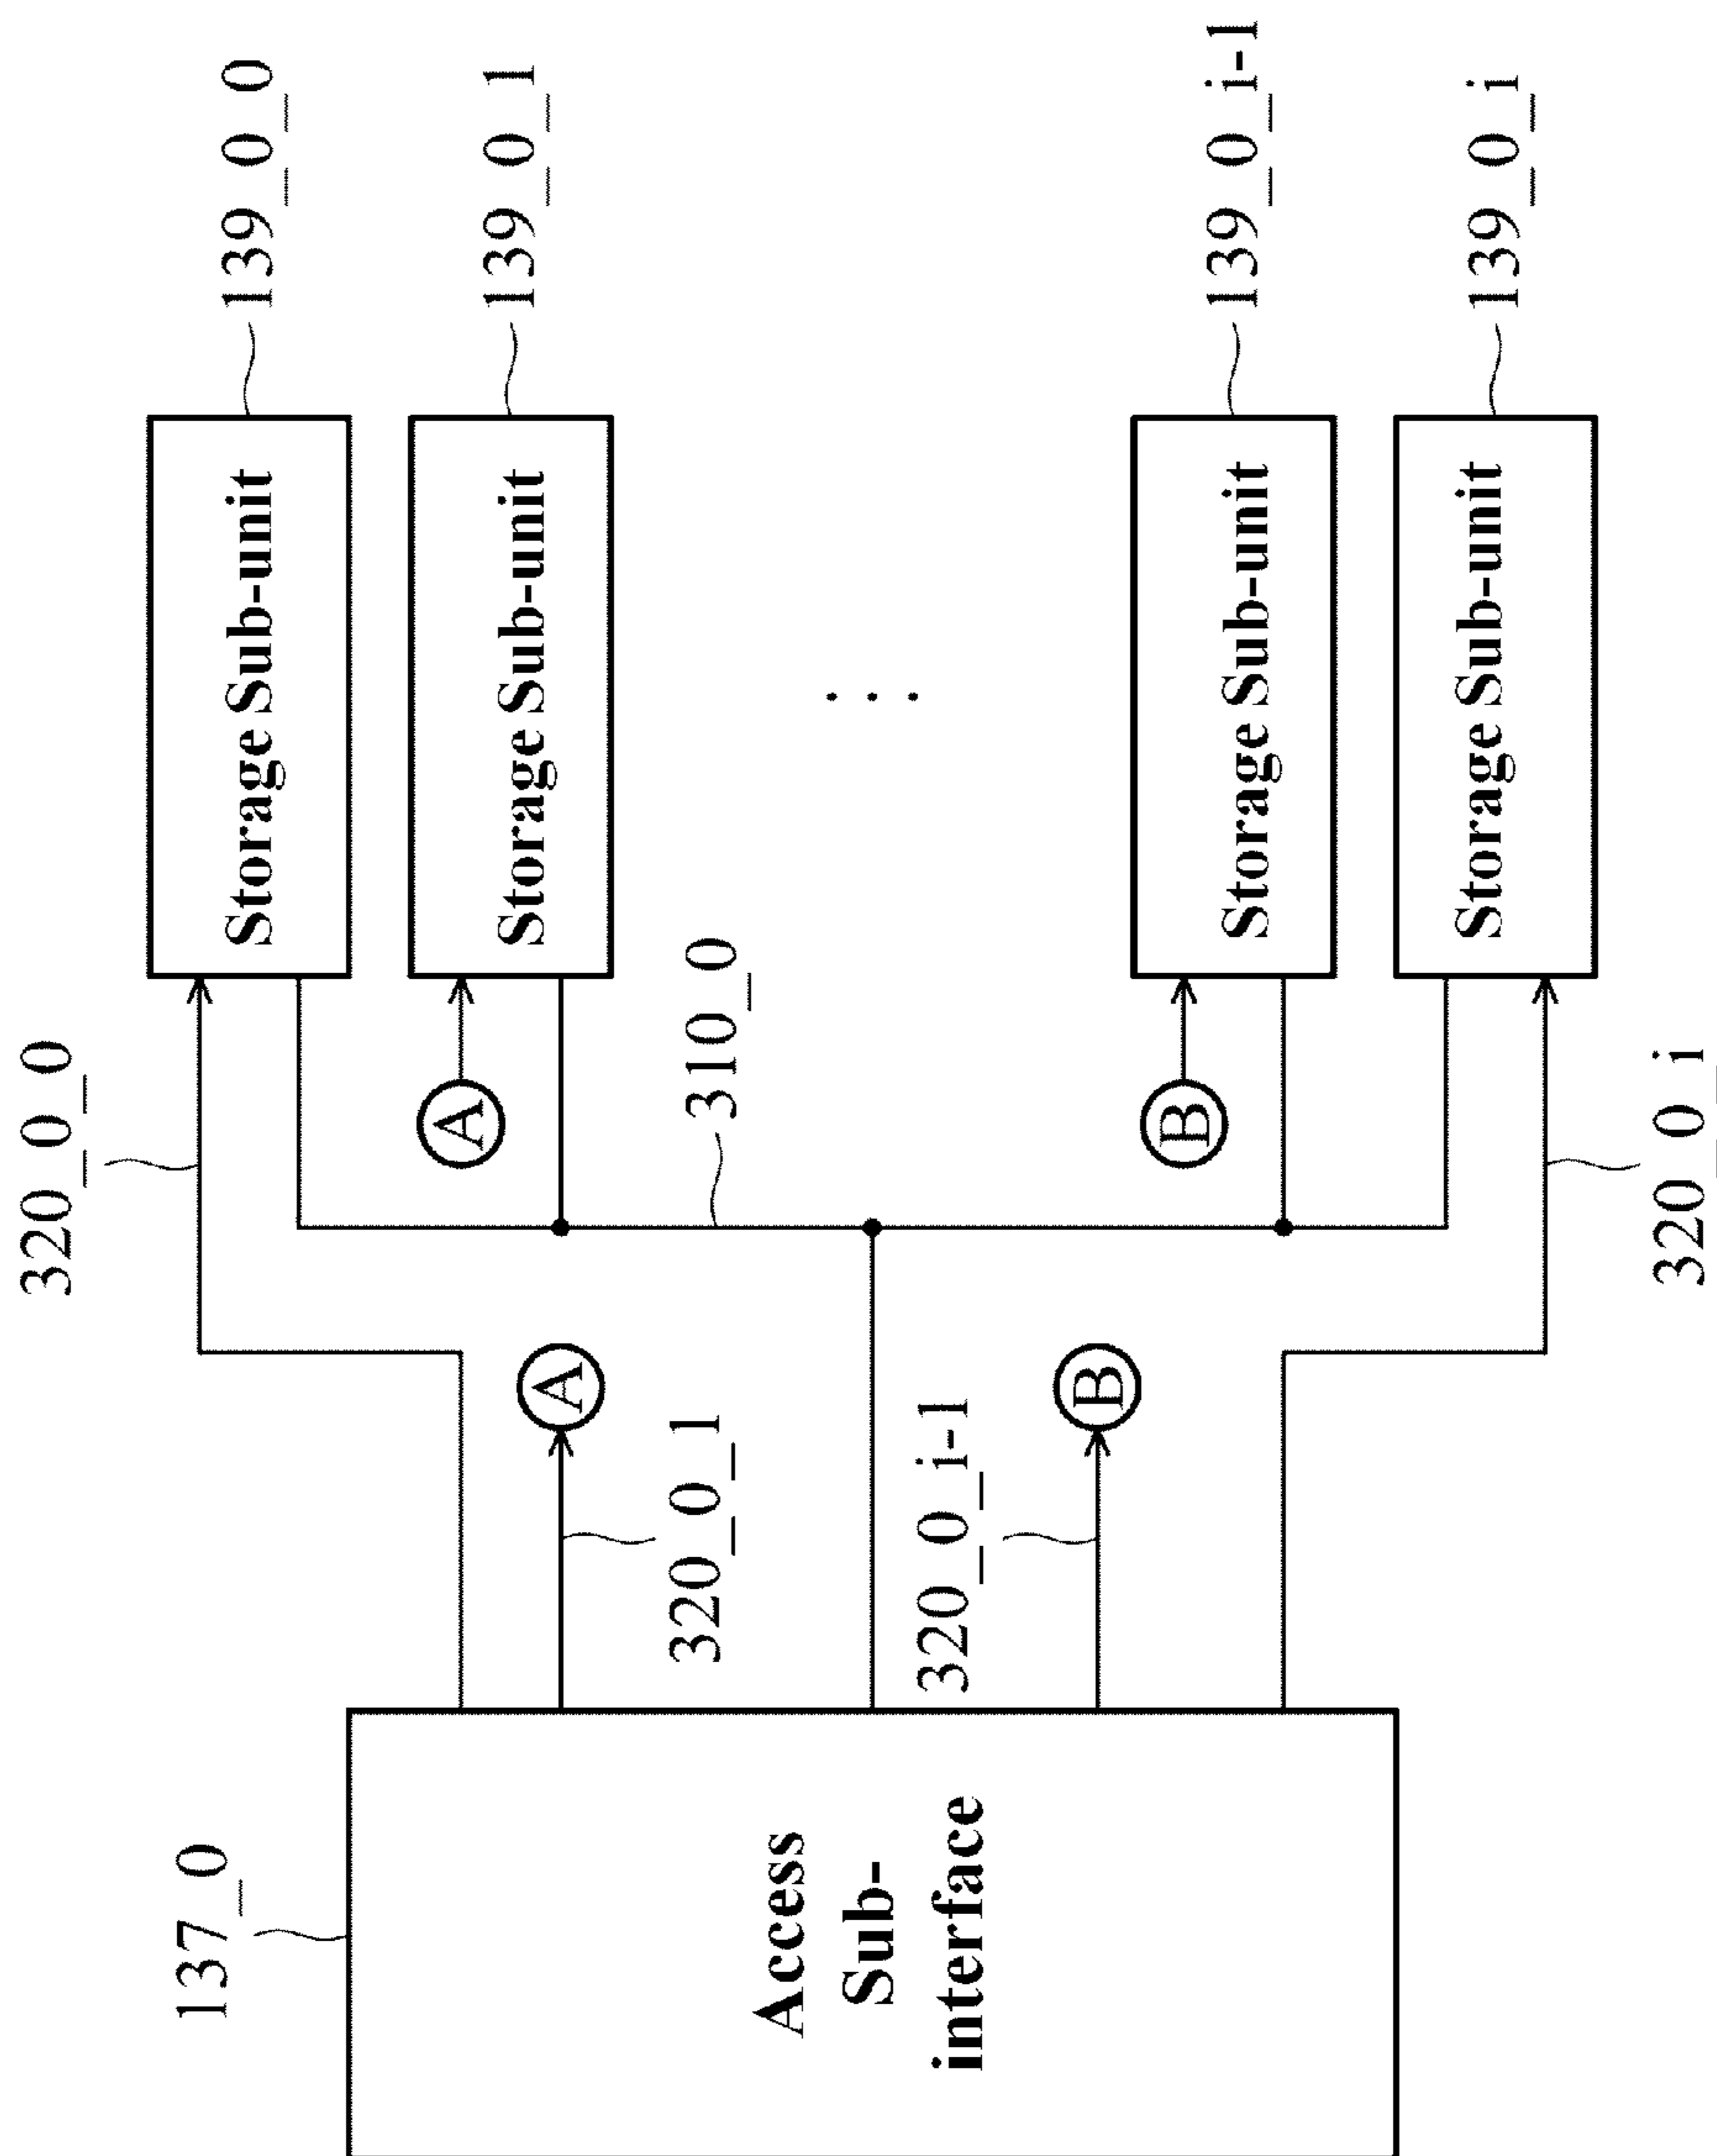 137_0
Access
Sub-
interface
320_0_0
320_0_1
320_0_i-1
320_0_i
A
B
A
B
310_0
Storage Sub-unit
Storage Sub-unit
...
Storage Sub-unit
Storage Sub-unit
139_0_0
139_0_1
139_0_i-1
139_0_i